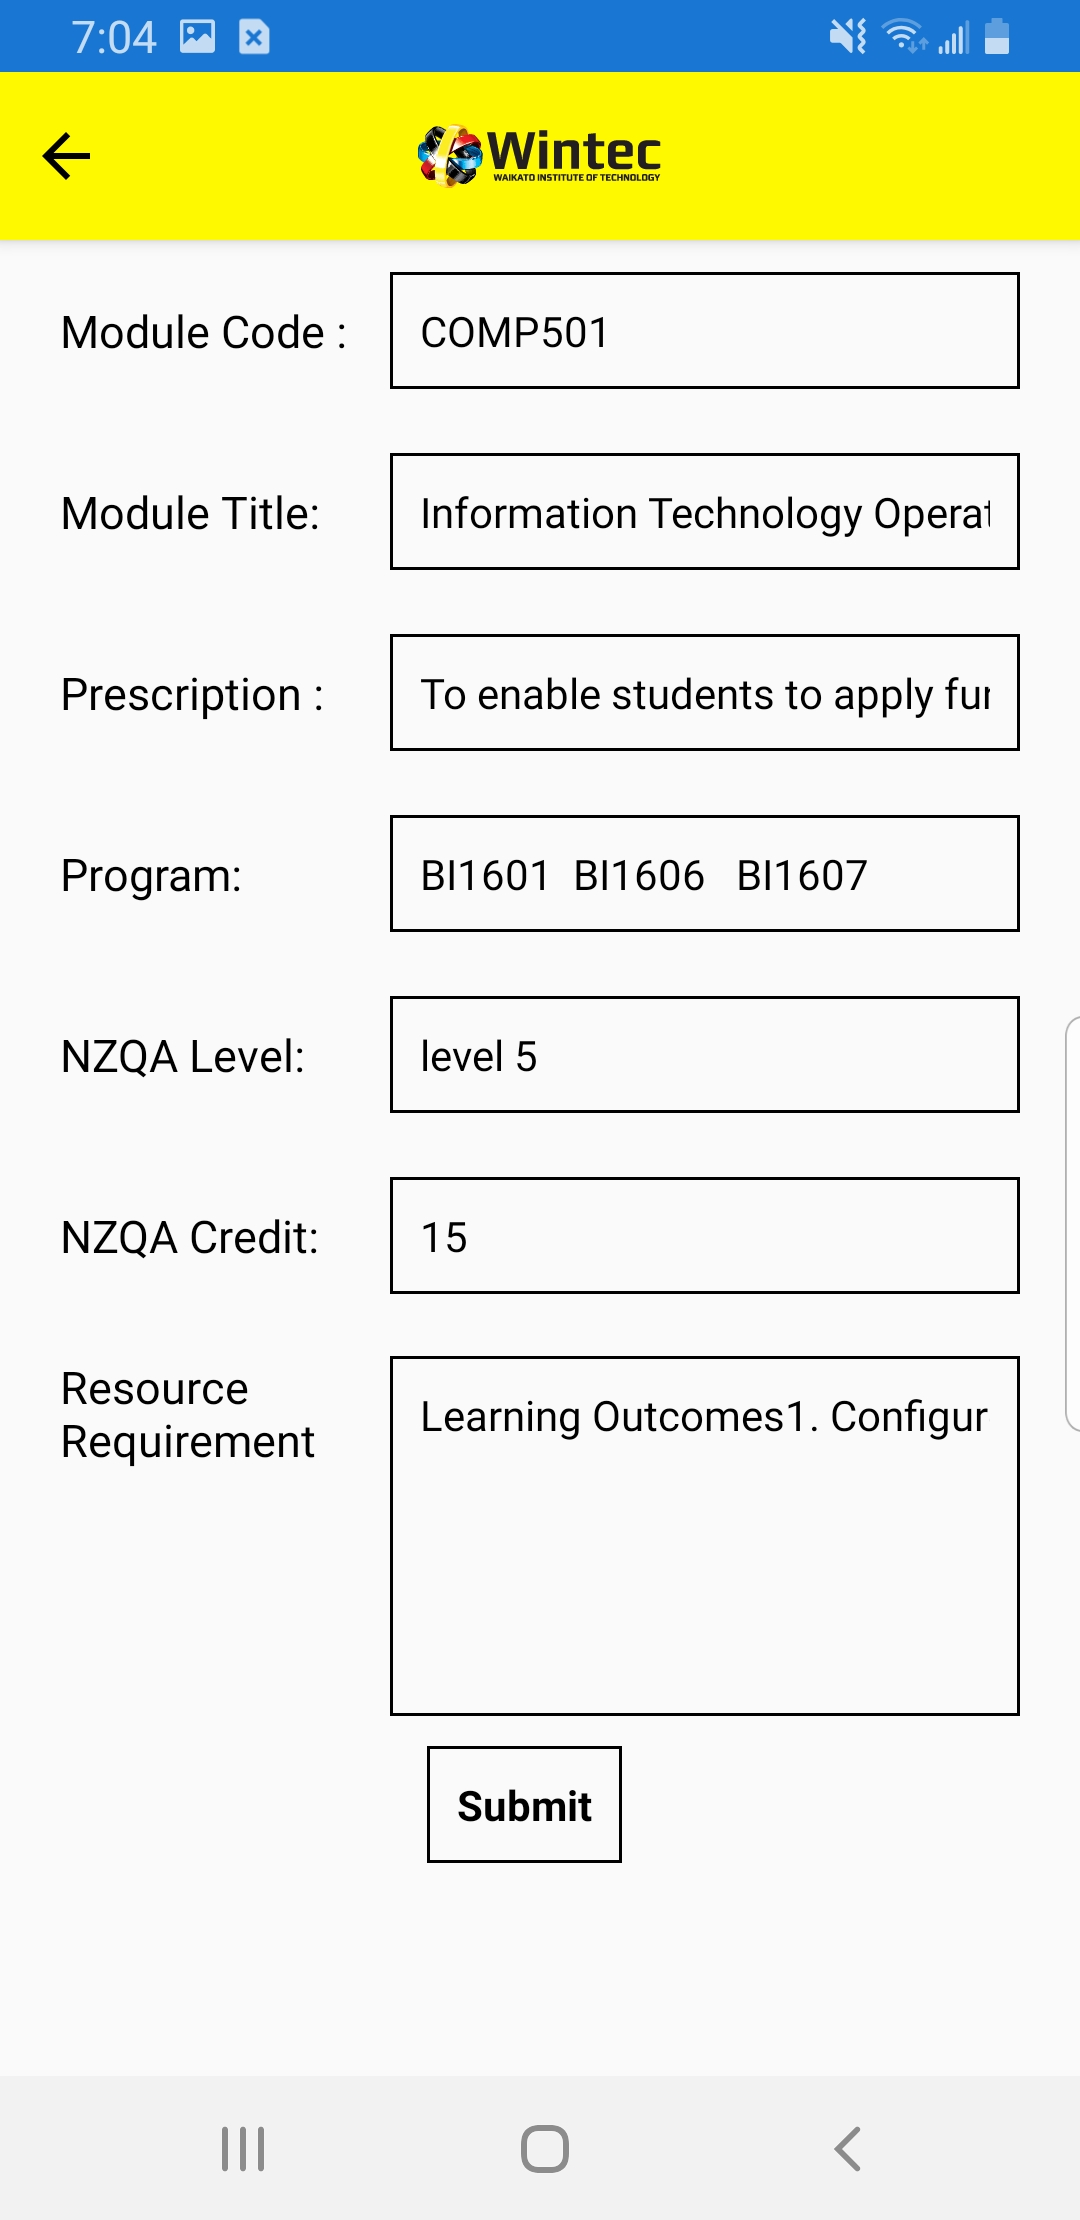 7:04
Wintec
WAIKATO INSTITUTE OF TECHNOLOGY
Module Code : COMP501
Module Title: Information Technology Operat
Prescription : To enable students to apply fu
Program: BI1601 BI1606 BI1607
NZQA Level: level 5
NZQA Credit: 15
Resource
Requirement
Learning Outcomes1. Configur
Submit